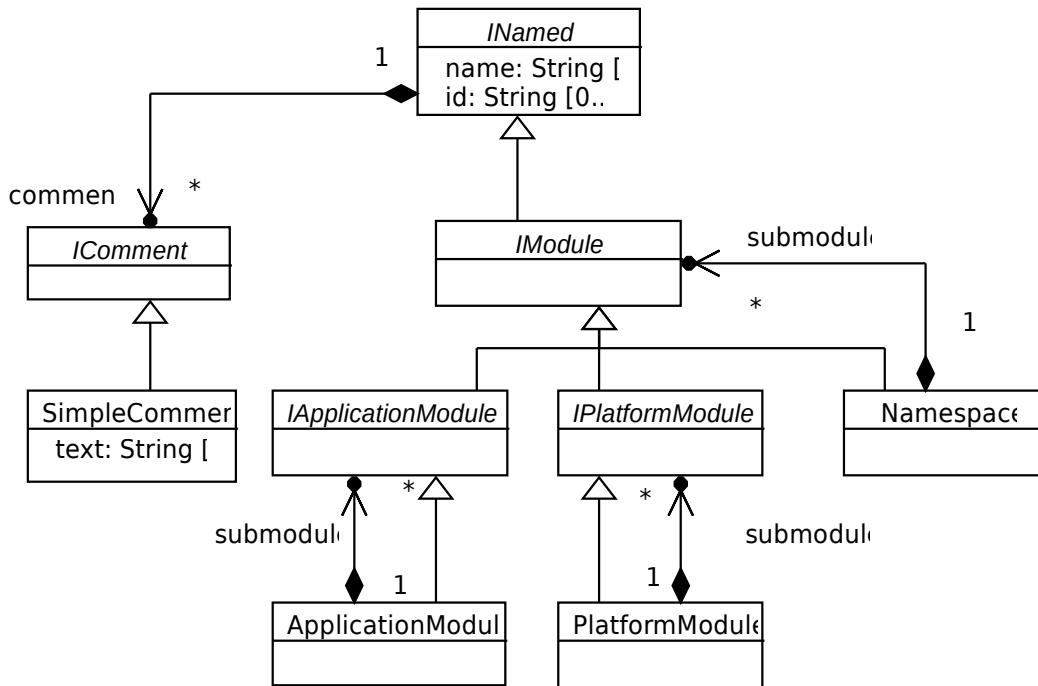 INamed
1
name: String [
id: String [0..
commen
*
IComment
IModule
submodule
*
1
SimpleCommen
text: String [
IApplicationModule
IPlatformModule
Namespace
*
*
submodule
submodule
1
1
ApplicationModul
PlatformModule